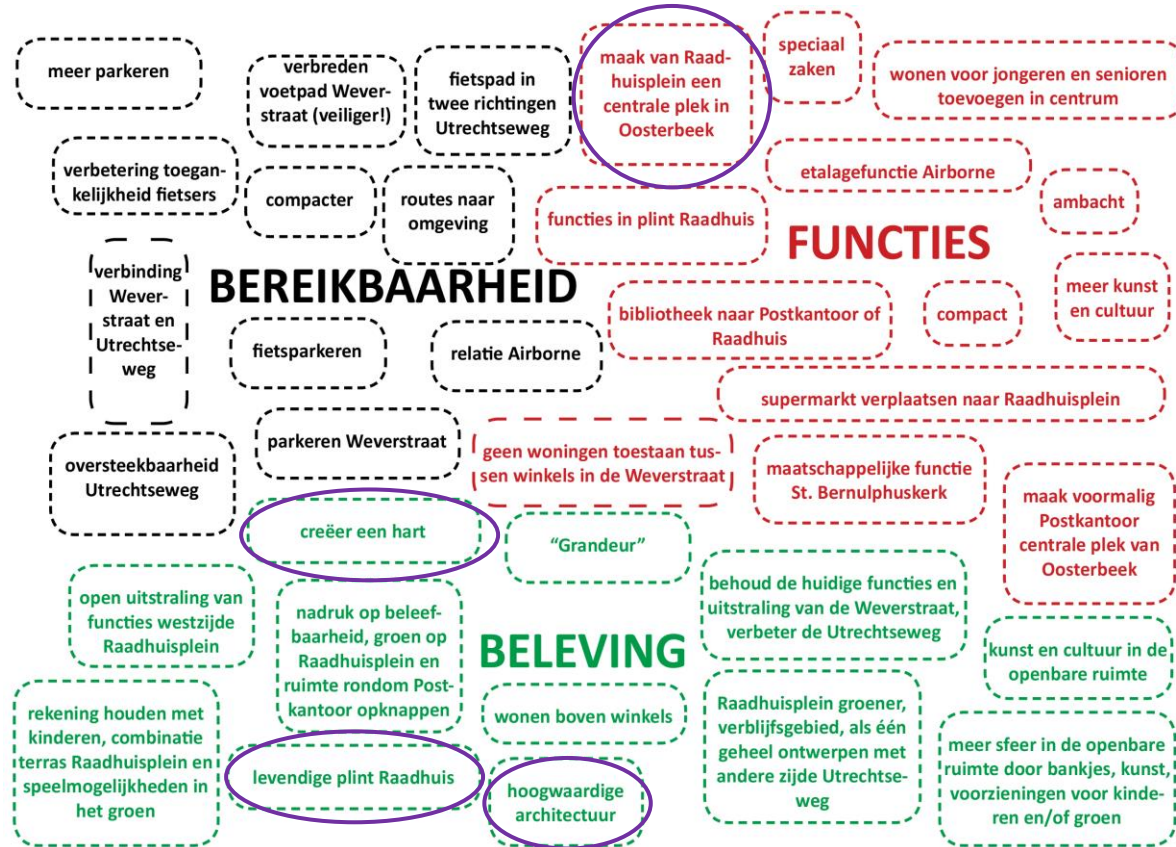 meer parkeren
verbreden
voetpad Wever-
straat (veiliger!)
fietspad in
twee richtingen
Utrechtseweg
maak van Raad-
huisplein een
centrale plek in
Oosterbeek
speciaal
zaken
wonen voor jongeren en senioren
toevoegen in centrum
verbetering toegan-
kelijkheid fietsers
compacter
routes naar
omgeving
functies in plint Raadhuis
etalagefunctie Airborne
ambacht
FUNCTIES
verbinding
Wever-
straat en
Utrechtse-
weg
BEREIKBAARHEID
bibliotheek naar Postkantoor of
Raadhuis
compact
meer kunst
en cultuur
fietsparkeren
relatie Airborne
supermarkt verplaatsen naar Raadhuisplein
oversteekbaarheid
Utrechtseweg
parkeren Weverstraat
geen woningen toestaan tus-
sen winkels in de Weverstraat
maatschappelijke functie
St. Bernulphuskerk
maak voormalig
Postkantoor
centrale plek van
Oosterbeek
creëer een hart
“Grandeur”
behoud de huidige functies en
uitstraling van de Weverstraat,
verbeter de Utrechtseweg
open uitstraling van
functies westzijde
Raadhuisplein
nadruk op beleef-
baarheid, groen op
Raadhuisplein en
ruimte rondom Post-
kantoor opknappen
BELEVING
kunst en cultuur in de
openbare ruimte
rekening houden met
kinderen, combinatie
terras Raadhuisplein en
speelmogelijkheden in
het groen
wonen boven winkels
Raadhuisplein groener,
verblijfsgebied, als één
geheel ontwerpen met
andere zijde Utrechtse-
weg
meer sfeer in de openbare
ruimte door bankjes, kunst,
voorzieningen voor kinde-
ren en/of groen
levendige plint Raadhuis
hoogwaardige
architectuur